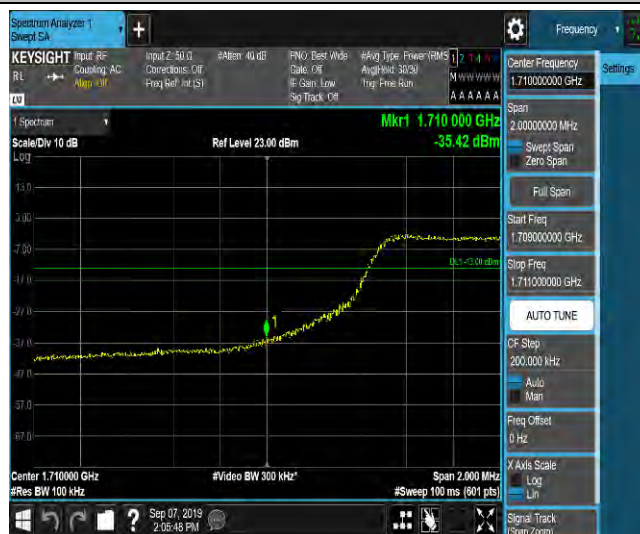 Spectrum Analyzer 1
Swept SA
Frequency
KEYSIGHT
Input: RF
Coupling: AC
Align: Off
Input Z: 50 Ω
Corrections: Off
Freq Ref: Int (S)
#Atten: 40 dB
PNO: Best Wide
Gate: Off
IF Gain: Low
Sig Track: Off
#Avg Type: Power (RMS
Avg|Hold: 30/30
Trig: Free Run
M W W W W W
A A A A A A
RL
LXI
1 Spectrum
Scale/Div 10 dB
Log
Ref Level 23.00 dBm
Mkr1 1.710 000 GHz
-35.42 dBm
13.0
3.00
-7.00
DL1 -13.00 dBm
-17.0
-27.0
1
-37.0
-47.0
-57.0
-67.0
Center 1.710000 GHz
#Res BW 100 kHz
#Video BW 300 kHz*
Span 2.000 MHz
#Sweep 100 ms (601 pts)
Sep 07, 2019
2:05:48 PM
Settings
Center Frequency
1.710000000 GHz
Span
2.00000000 MHz
Swept Span
Zero Span
Full Span
Start Freq
1.709000000 GHz
Stop Freq
1.711000000 GHz
AUTO TUNE
CF Step
200.000 kHz
Auto
Man
Freq Offset
0 Hz
X Axis Scale
Log
Lin
Signal Track
(Span Zoom)